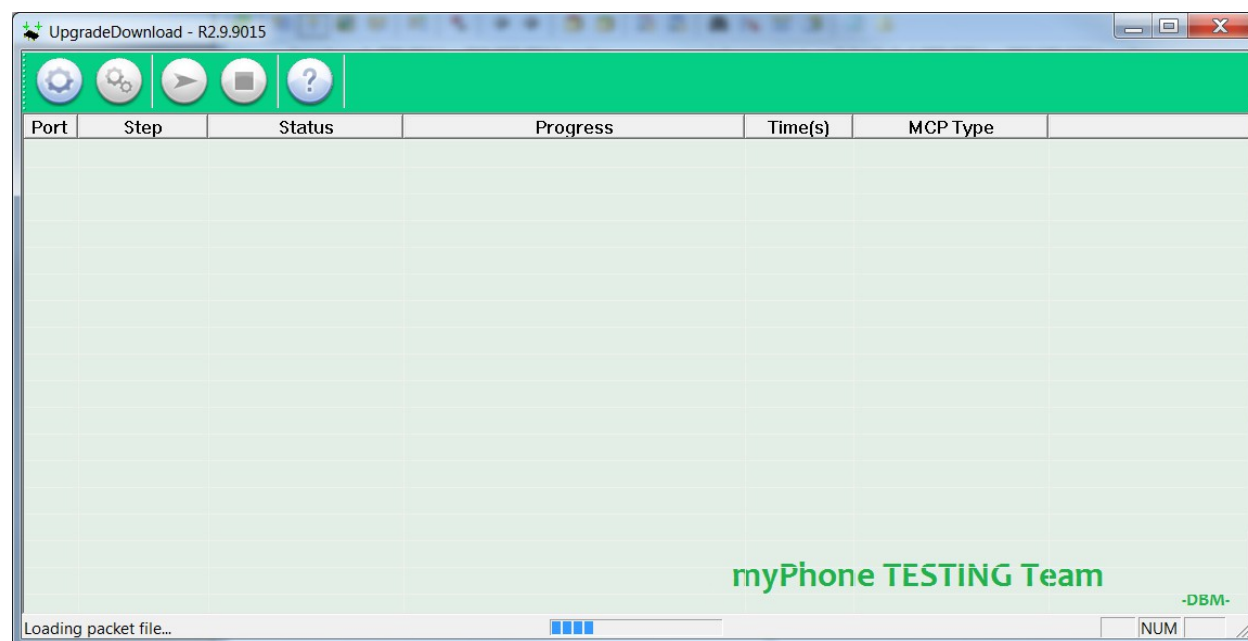 UpgradeDownload - R2.9.9015
?
Port Step Status Progress Time(s) MCP Type
myPhone TESTING Team
-DBM-
Loading packet file... NUM